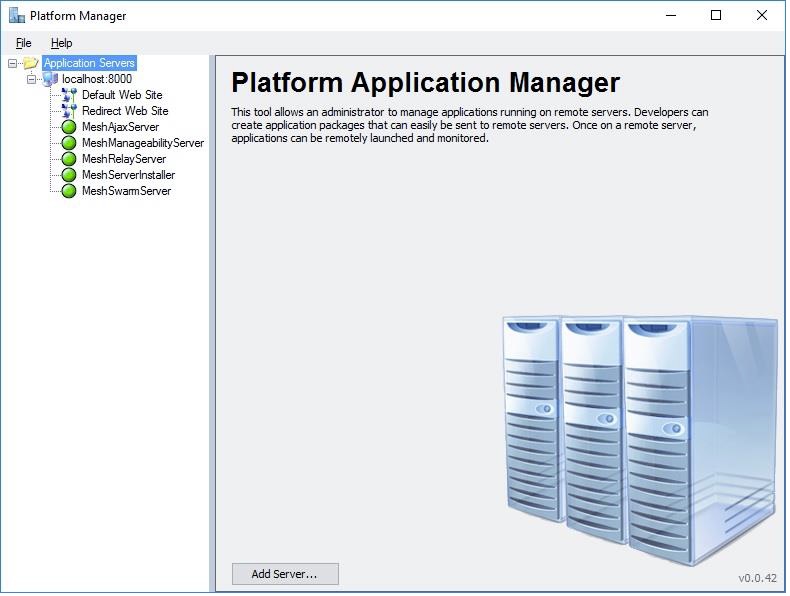 Platform Manager
File Help
Application Servers
localhost:8000
Default Web Site
Redirect Web Site
MeshAjaxServer
MeshManageabilityServer
MeshRelayServer
MeshServerInstaller
MeshSwarmServer
Platform Application Manager
This tool allows an administrator to manage applications running on remote servers. Developers can
create application packages that can easily be sent to remote servers. Once on a remote server,
applications can be remotely launched and monitored.
Add Server...
v0.0.42